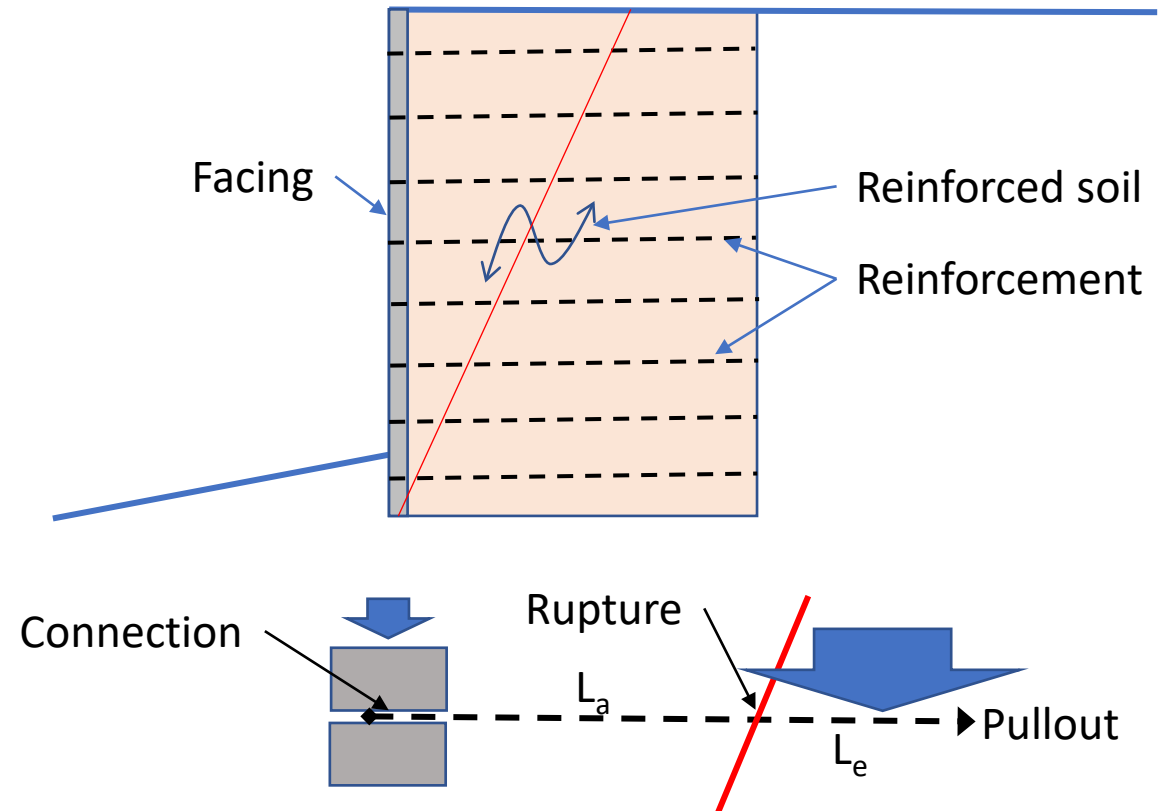 Facing
Reinforced soil
Reinforcement
Connection
Rupture
Lₐ
Pullout
Lₑ